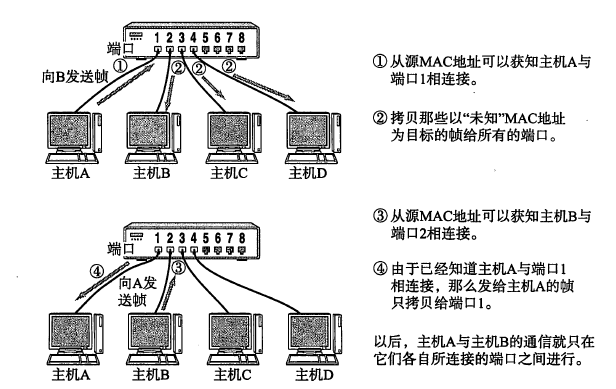 1 2 3 4 5 6 7 8
端口
①
向B发送帧
② ② ②
主机A 主机B 主机C 主机D
①从源MAC地址可以获知主机A与
端口1相连接。
②拷贝那些以“未知”MAC地址
为目标的帧给所有的端口。
1 2 3 4 5 6 7 8
端口
④
向A发
送帧
③
主机A 主机B 主机C 主机D
③从源MAC地址可以获知主机B与
端口2相连接。
④由于已经知道主机A与端口1
相连接，那么发给主机A的帧
只拷贝给端口1。
以后，主机A与主机B的通信就只在
它们各自所连接的端口之间进行。